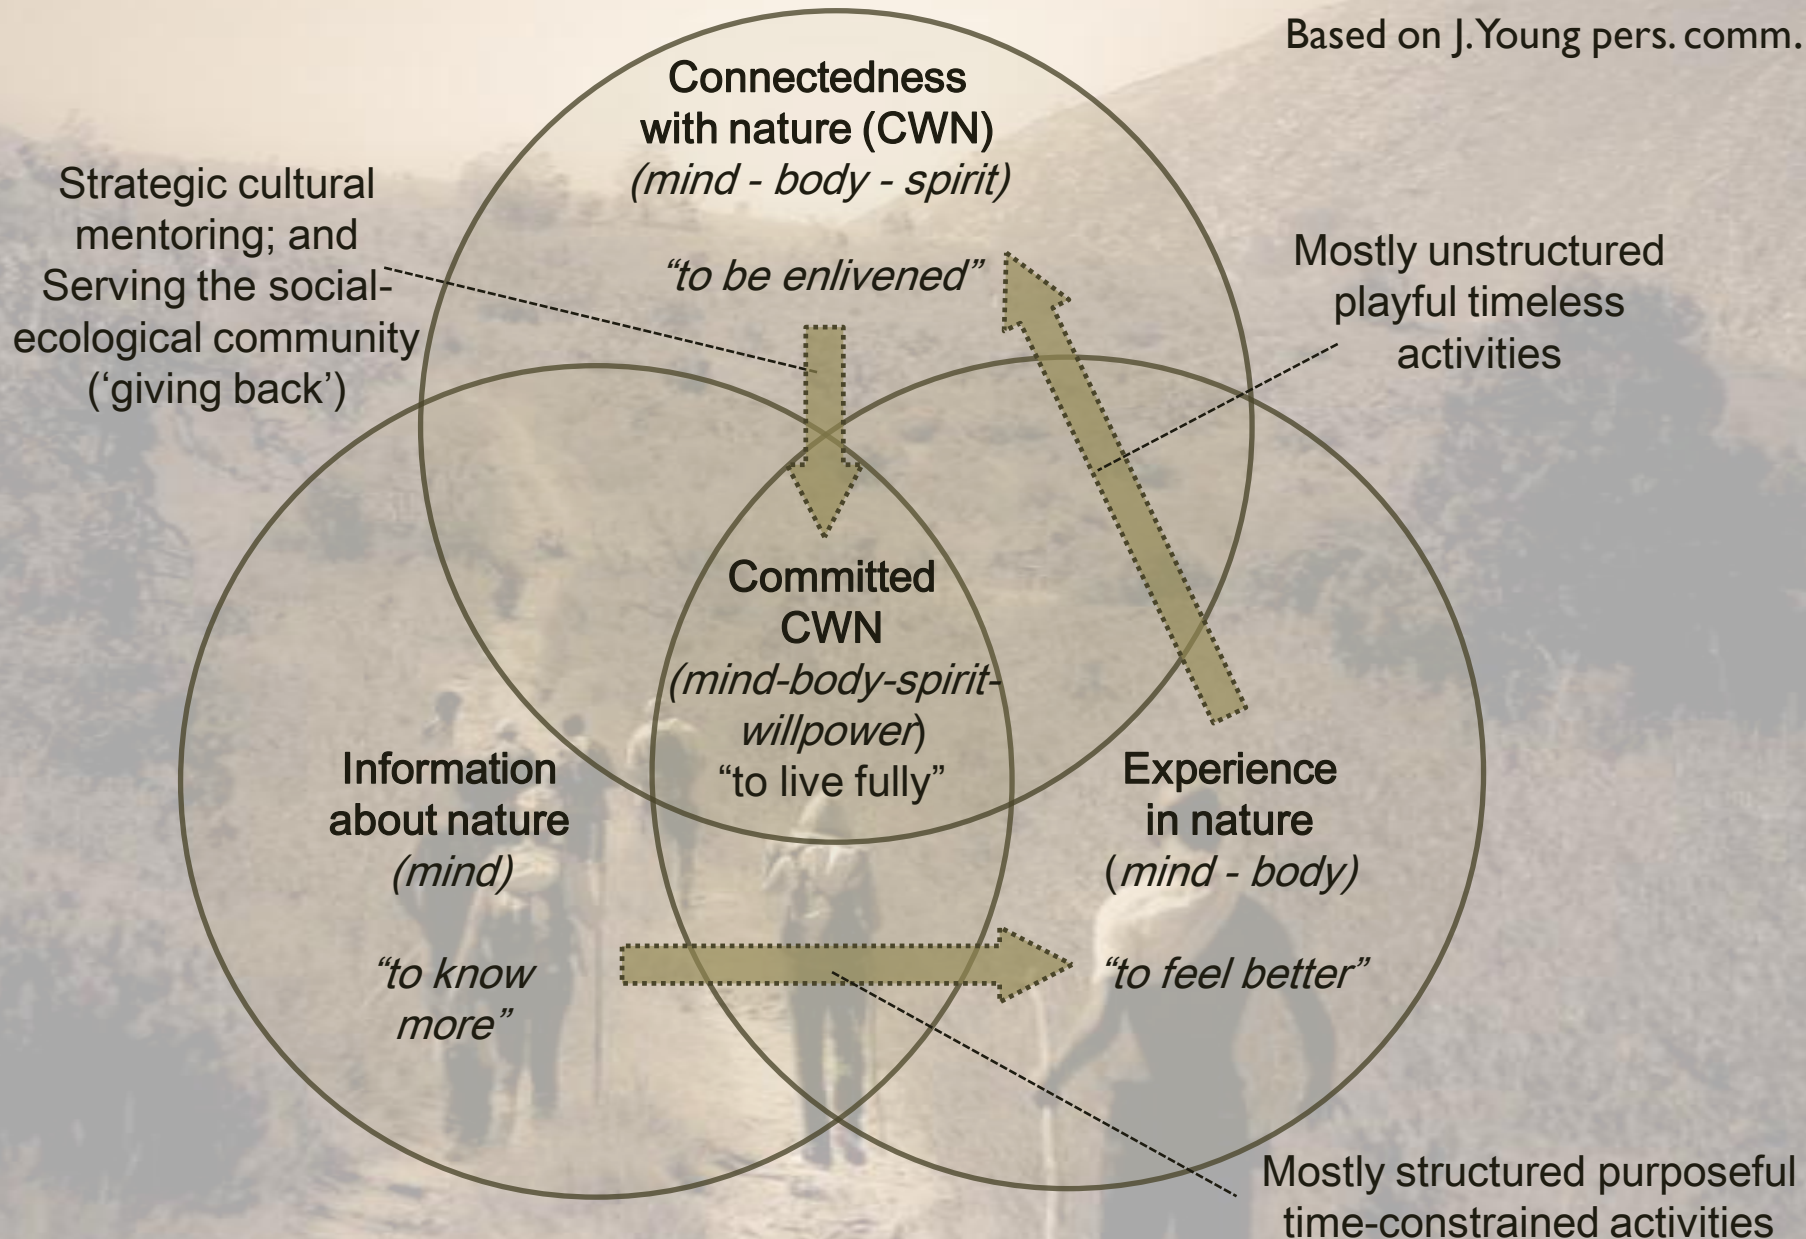 Based on J. Young pers. comm.
Connectedness
with nature (CWN)
(mind - body - spirit)
“to be enlivened”
Strategic cultural
mentoring; and
Serving the social-
ecological community
(‘giving back’)
Mostly unstructured
playful timeless
activities
Committed
CWN
(mind-body-spirit-
willpower)
“to live fully”
Information
about nature
(mind)
“to know
more”
Experience
in nature
(mind - body)
“to feel better”
Mostly structured purposeful
time-constrained activities